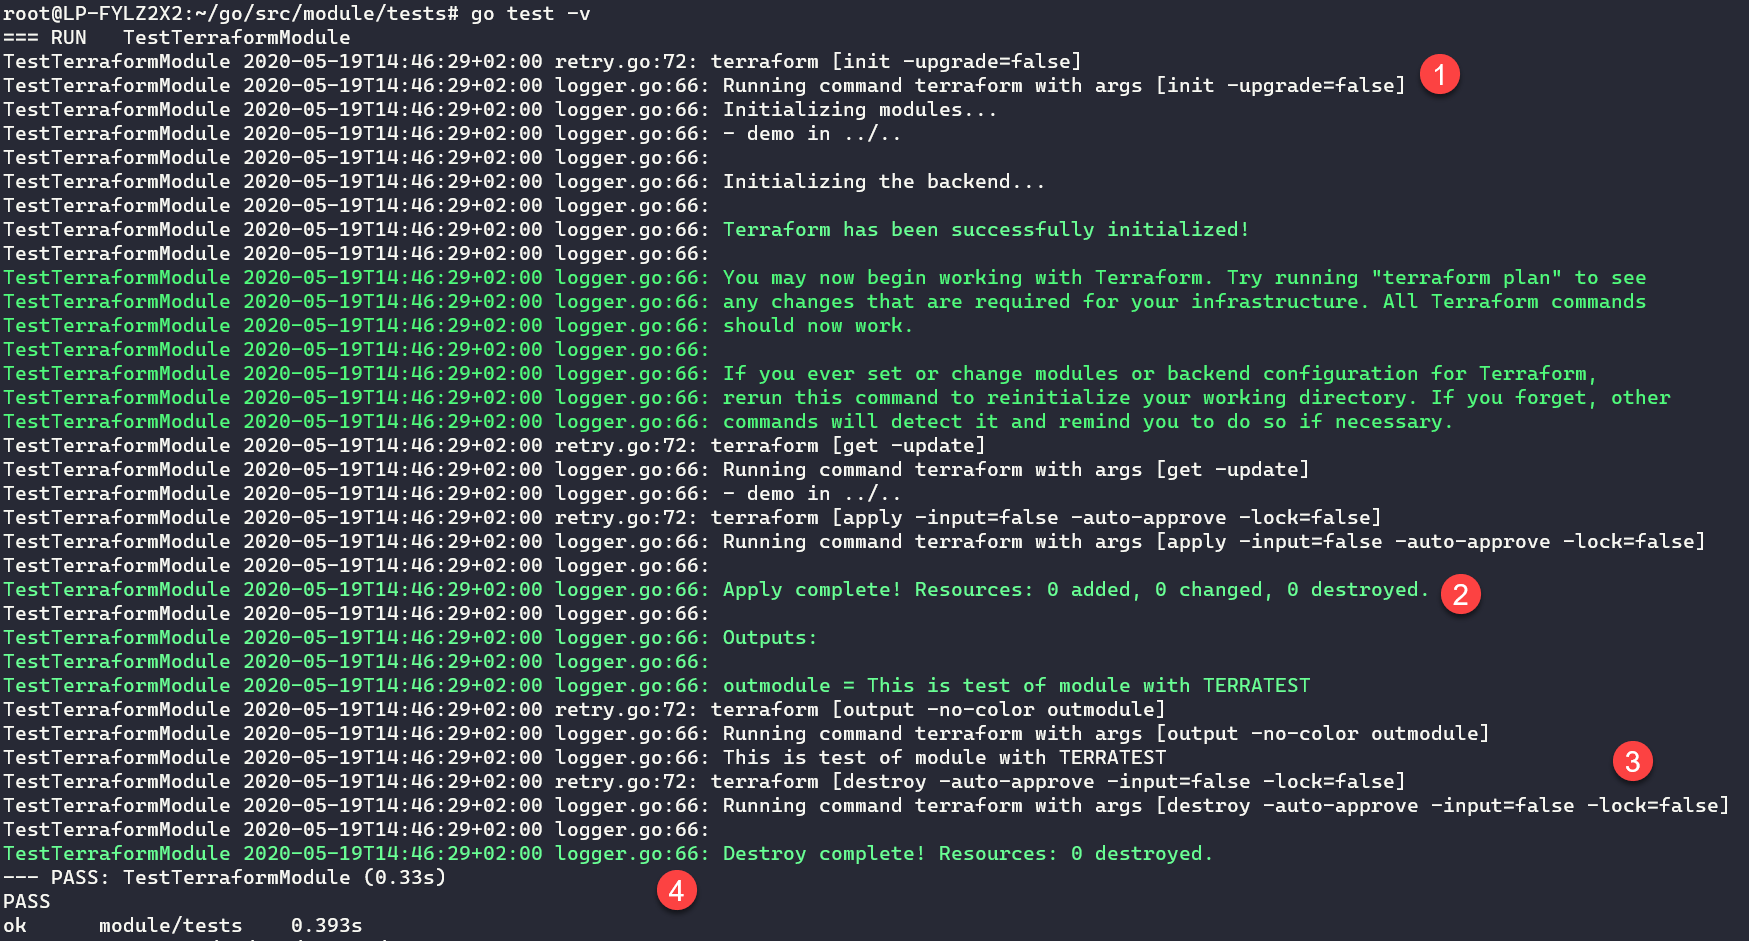 root@LP-FYLZ2X2:~/go/src/module/tests# go test -v
=== RUN   TestTerraformModule
TestTerraformModule 2020-05-19T14:46:29+02:00 retry.go:72: terraform [init -upgrade=false]
1
TestTerraformModule 2020-05-19T14:46:29+02:00 logger.go:66: Running command terraform with args [init -upgrade=false]
TestTerraformModule 2020-05-19T14:46:29+02:00 logger.go:66: Initializing modules...
TestTerraformModule 2020-05-19T14:46:29+02:00 logger.go:66: - demo in ../..
TestTerraformModule 2020-05-19T14:46:29+02:00 logger.go:66:
TestTerraformModule 2020-05-19T14:46:29+02:00 logger.go:66: Initializing the backend...
TestTerraformModule 2020-05-19T14:46:29+02:00 logger.go:66:
TestTerraformModule 2020-05-19T14:46:29+02:00 logger.go:66: Terraform has been successfully initialized!
TestTerraformModule 2020-05-19T14:46:29+02:00 logger.go:66:
TestTerraformModule 2020-05-19T14:46:29+02:00 logger.go:66: You may now begin working with Terraform. Try running "terraform plan" to see
TestTerraformModule 2020-05-19T14:46:29+02:00 logger.go:66: any changes that are required for your infrastructure. All Terraform commands
TestTerraformModule 2020-05-19T14:46:29+02:00 logger.go:66: should now work.
TestTerraformModule 2020-05-19T14:46:29+02:00 logger.go:66:
TestTerraformModule 2020-05-19T14:46:29+02:00 logger.go:66: If you ever set or change modules or backend configuration for Terraform,
TestTerraformModule 2020-05-19T14:46:29+02:00 logger.go:66: rerun this command to reinitialize your working directory. If you forget, other
TestTerraformModule 2020-05-19T14:46:29+02:00 logger.go:66: commands will detect it and remind you to do so if necessary.
TestTerraformModule 2020-05-19T14:46:29+02:00 retry.go:72: terraform [get -update]
TestTerraformModule 2020-05-19T14:46:29+02:00 logger.go:66: Running command terraform with args [get -update]
TestTerraformModule 2020-05-19T14:46:29+02:00 logger.go:66: - demo in ../..
TestTerraformModule 2020-05-19T14:46:29+02:00 retry.go:72: terraform [apply -input=false -auto-approve -lock=false]
TestTerraformModule 2020-05-19T14:46:29+02:00 logger.go:66: Running command terraform with args [apply -input=false -auto-approve -lock=false]
TestTerraformModule 2020-05-19T14:46:29+02:00 logger.go:66:
TestTerraformModule 2020-05-19T14:46:29+02:00 logger.go:66: Apply complete! Resources: 0 added, 0 changed, 0 destroyed.
2
TestTerraformModule 2020-05-19T14:46:29+02:00 logger.go:66:
TestTerraformModule 2020-05-19T14:46:29+02:00 logger.go:66: Outputs:
TestTerraformModule 2020-05-19T14:46:29+02:00 logger.go:66:
TestTerraformModule 2020-05-19T14:46:29+02:00 logger.go:66: outmodule = This is test of module with TERRATEST
TestTerraformModule 2020-05-19T14:46:29+02:00 retry.go:72: terraform [output -no-color outmodule]
TestTerraformModule 2020-05-19T14:46:29+02:00 logger.go:66: Running command terraform with args [output -no-color outmodule]
TestTerraformModule 2020-05-19T14:46:29+02:00 logger.go:66: This is test of module with TERRATEST
3
TestTerraformModule 2020-05-19T14:46:29+02:00 retry.go:72: terraform [destroy -auto-approve -input=false -lock=false]
TestTerraformModule 2020-05-19T14:46:29+02:00 logger.go:66: Running command terraform with args [destroy -auto-approve -input=false -lock=false]
TestTerraformModule 2020-05-19T14:46:29+02:00 logger.go:66:
TestTerraformModule 2020-05-19T14:46:29+02:00 logger.go:66: Destroy complete! Resources: 0 destroyed.
--- PASS: TestTerraformModule (0.33s)
4
PASS
ok      module/tests    0.393s